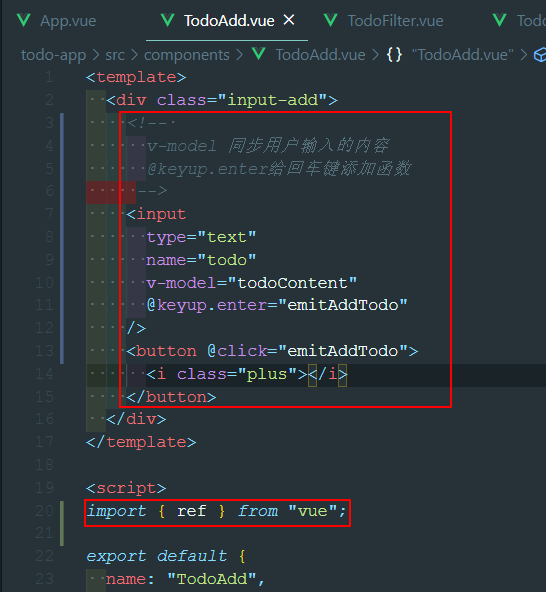 App.vue TodoAdd.vue × TodoFilter.vue
todo-app > src > components > TodoAdd.vue > {} "TodoAdd.vue" >
1 <template>
2 <div class="input-add">
3 <!--
4 v-model 同步用户输入的内容
5 @keyup.enter给回车键添加函数
6 -->
7 <input
8 type="text"
9 name="todo"
10 v-model="todoContent"
11 @keyup.enter="emitAddTodo"
12 />
13 <button @click="emitAddTodo">
14 <i class="plus"></i>
15 </button>
16 </div>
17 </template>
18
19 <script>
20 import { ref } from "vue";
21
22 export default {
23 name: "TodoAdd",